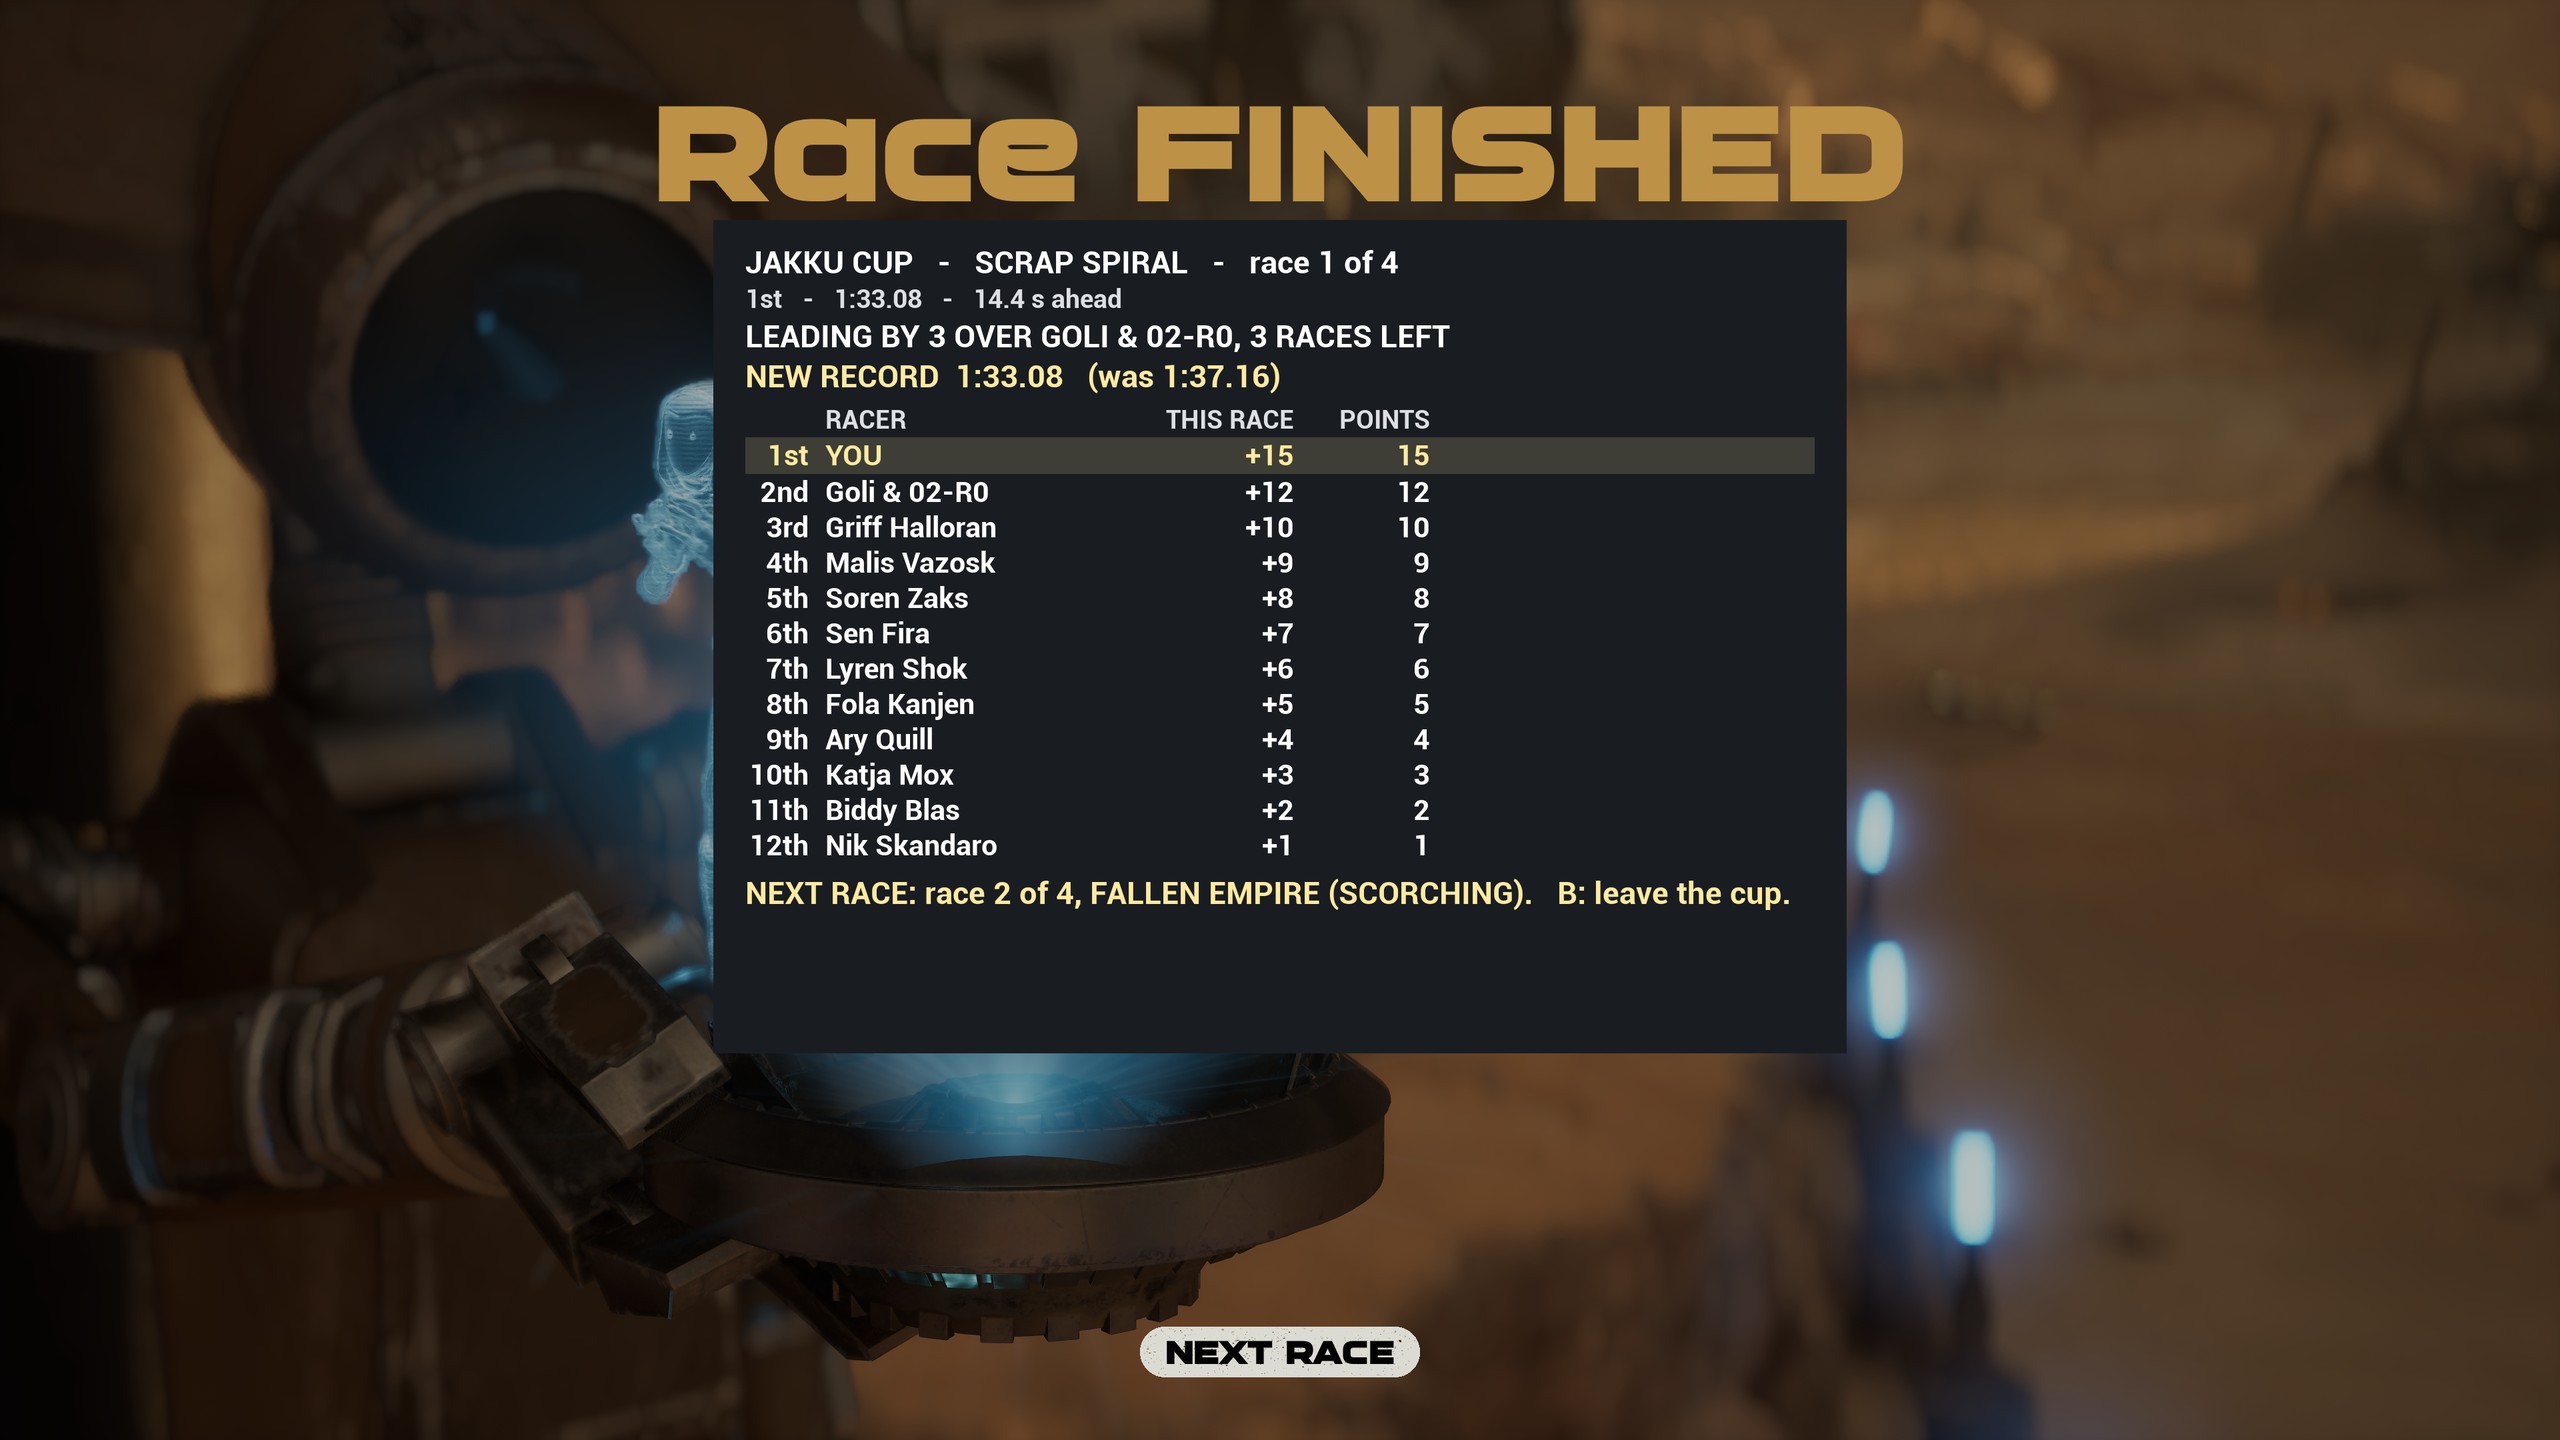 Race FINISHED
JAKKU CUP - SCRAP SPIRAL - race 1 of 4
1st - 1:33.08 - 14.4 s ahead
LEADING BY 3 OVER GOLI & 02-R0, 3 RACES LEFT
NEW RECORD 1:33.08 (was 1:37.16)
RACER THIS RACE POINTS
1st YOU +15 15
2nd Goli & 02-R0 +12 12
3rd Griff Halloran +10 10
4th Malis Vazosk +9 9
5th Soren Zaks +8 8
6th Sen Fira +7 7
7th Lyren Shok +6 6
8th Fola Kanjen +5 5
9th Ary Quill +4 4
10th Katja Mox +3 3
11th Biddy Blas +2 2
12th Nik Skandaro +1 1
NEXT RACE: race 2 of 4, FALLEN EMPIRE (SCORCHING). B: leave the cup.
NEXT RACE